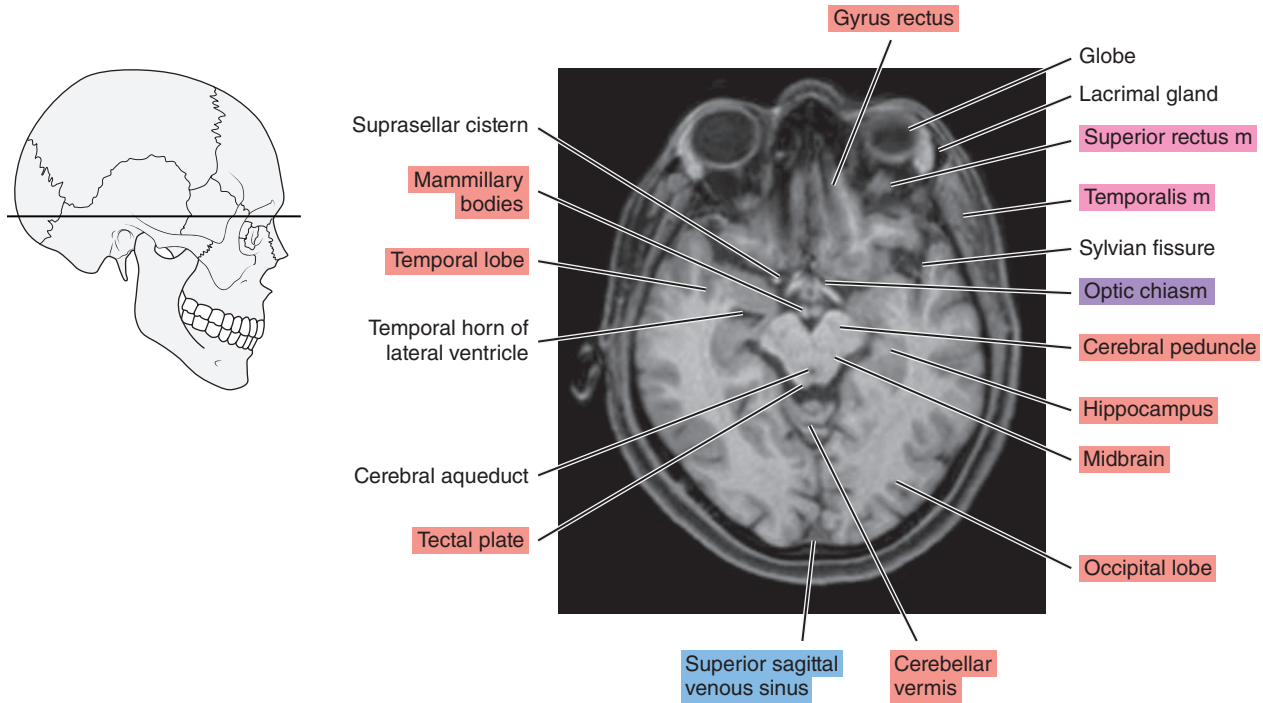 Gyrus rectus
Suprasellar cistern
Mammillary
bodies
Temporal lobe
Temporal horn of
lateral ventricle
Cerebral aqueduct
Tectal plate
Globe
Lacrimal gland
Superior rectus m
Temporalis m
Sylvian fissure
Optic chiasm
Cerebral peduncle
Hippocampus
Midbrain
Occipital lobe
Superior sagittal
venous sinus
Cerebellar
vermis